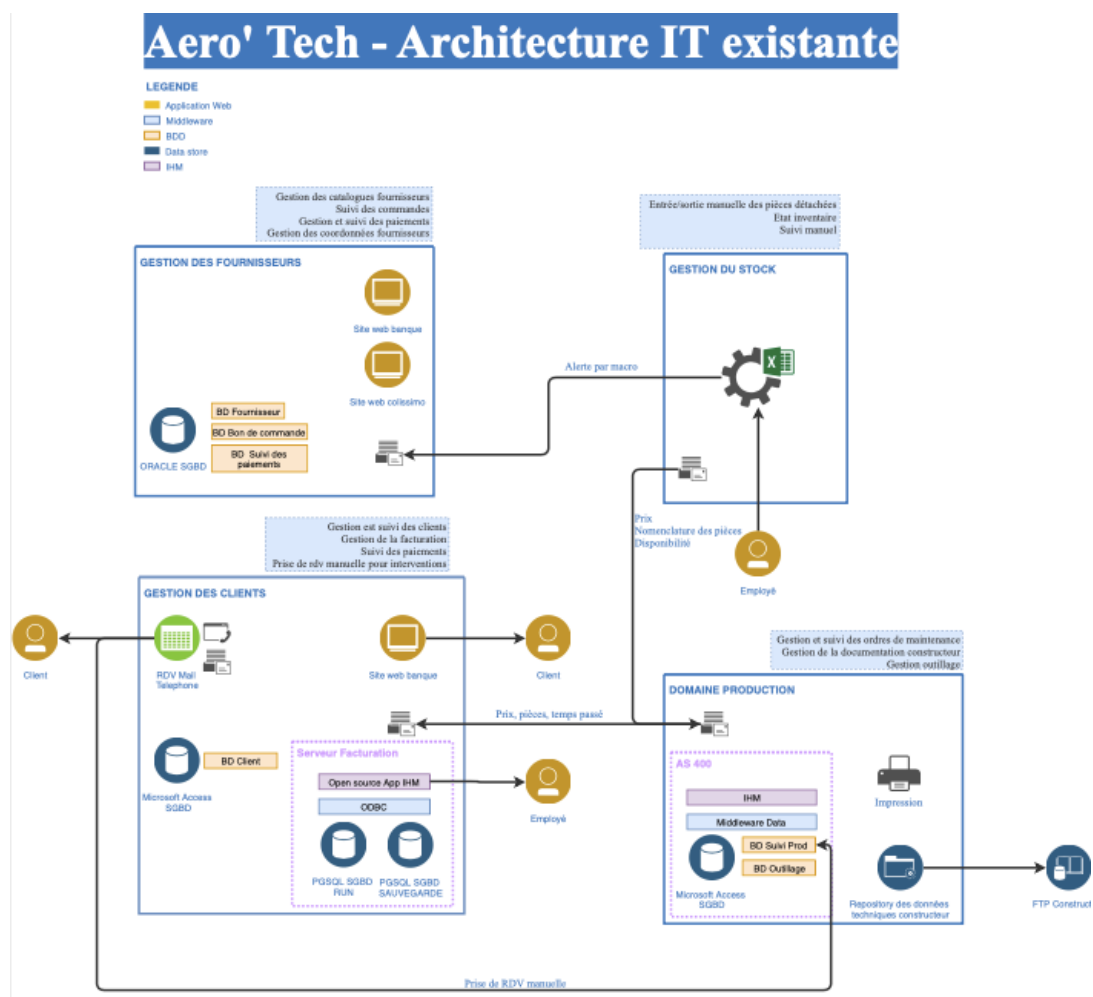 Aero' Tech - Architecture IT existante
LEGENDE
Application Web
Middleware
BDD
Data store
IHM
Gestion des catalogues fournisseurs
Suivi des commandes
Gestion et suivi des paiements
Gestion des coordonnées fournisseurs
Entrée/sortie manuelle des pièces détachées
Etat inventaire
Suivi manuel
GESTION DES FOURNISSEURS
Site web banque
Site web colissimo
ORACLE SGBD
BD Fournisseur
BD Bon de commande
BD Suivi des
paiements
Alerte par macro
GESTION DU STOCK
Prix
Nomenclature des pièces
Disponibilité
Employé
Gestion est suivi des clients
Gestion de la facturation
Suivi des paiements
Prise de rdv manuelle pour interventions
GESTION DES CLIENTS
Client
RDV Mail
Telephone
Site web banque
Client
Prix, pièces, temps passé
Microsoft Access
SGBD
BD Client
Serveur Facturation
Open source App IHM
ODBC
PGSQL SGBD
RUN
PGSQL SGBD
SAUVEGARDE
Employé
Gestion et suivi des ordres de maintenance
Gestion de la documentation constructeur
Gestion outillage
DOMAINE PRODUCTION
AS 400
IHM
Middleware Data
BD Suivi Prod
BD Outillage
Microsoft Access
SGBD
Impression
Repository des données
techniques constructeur
FTP Construct
Prise de RDV manuelle